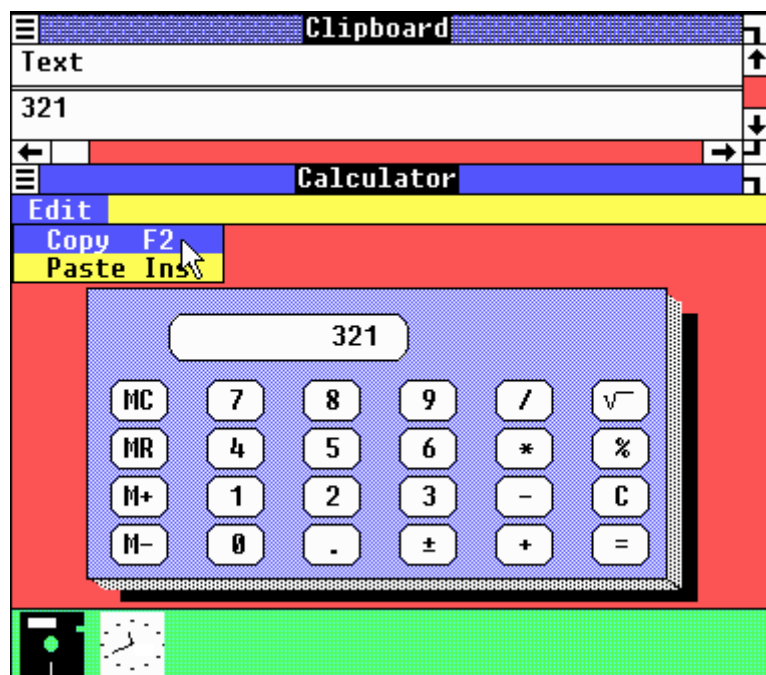 Clipboard
Text
321
Calculator
Edit
Copy F2
Paste Ins
321
MC 7 8 9 / √
MR 4 5 6 * %
M+ 1 2 3 - C
M- 0 . ± + =